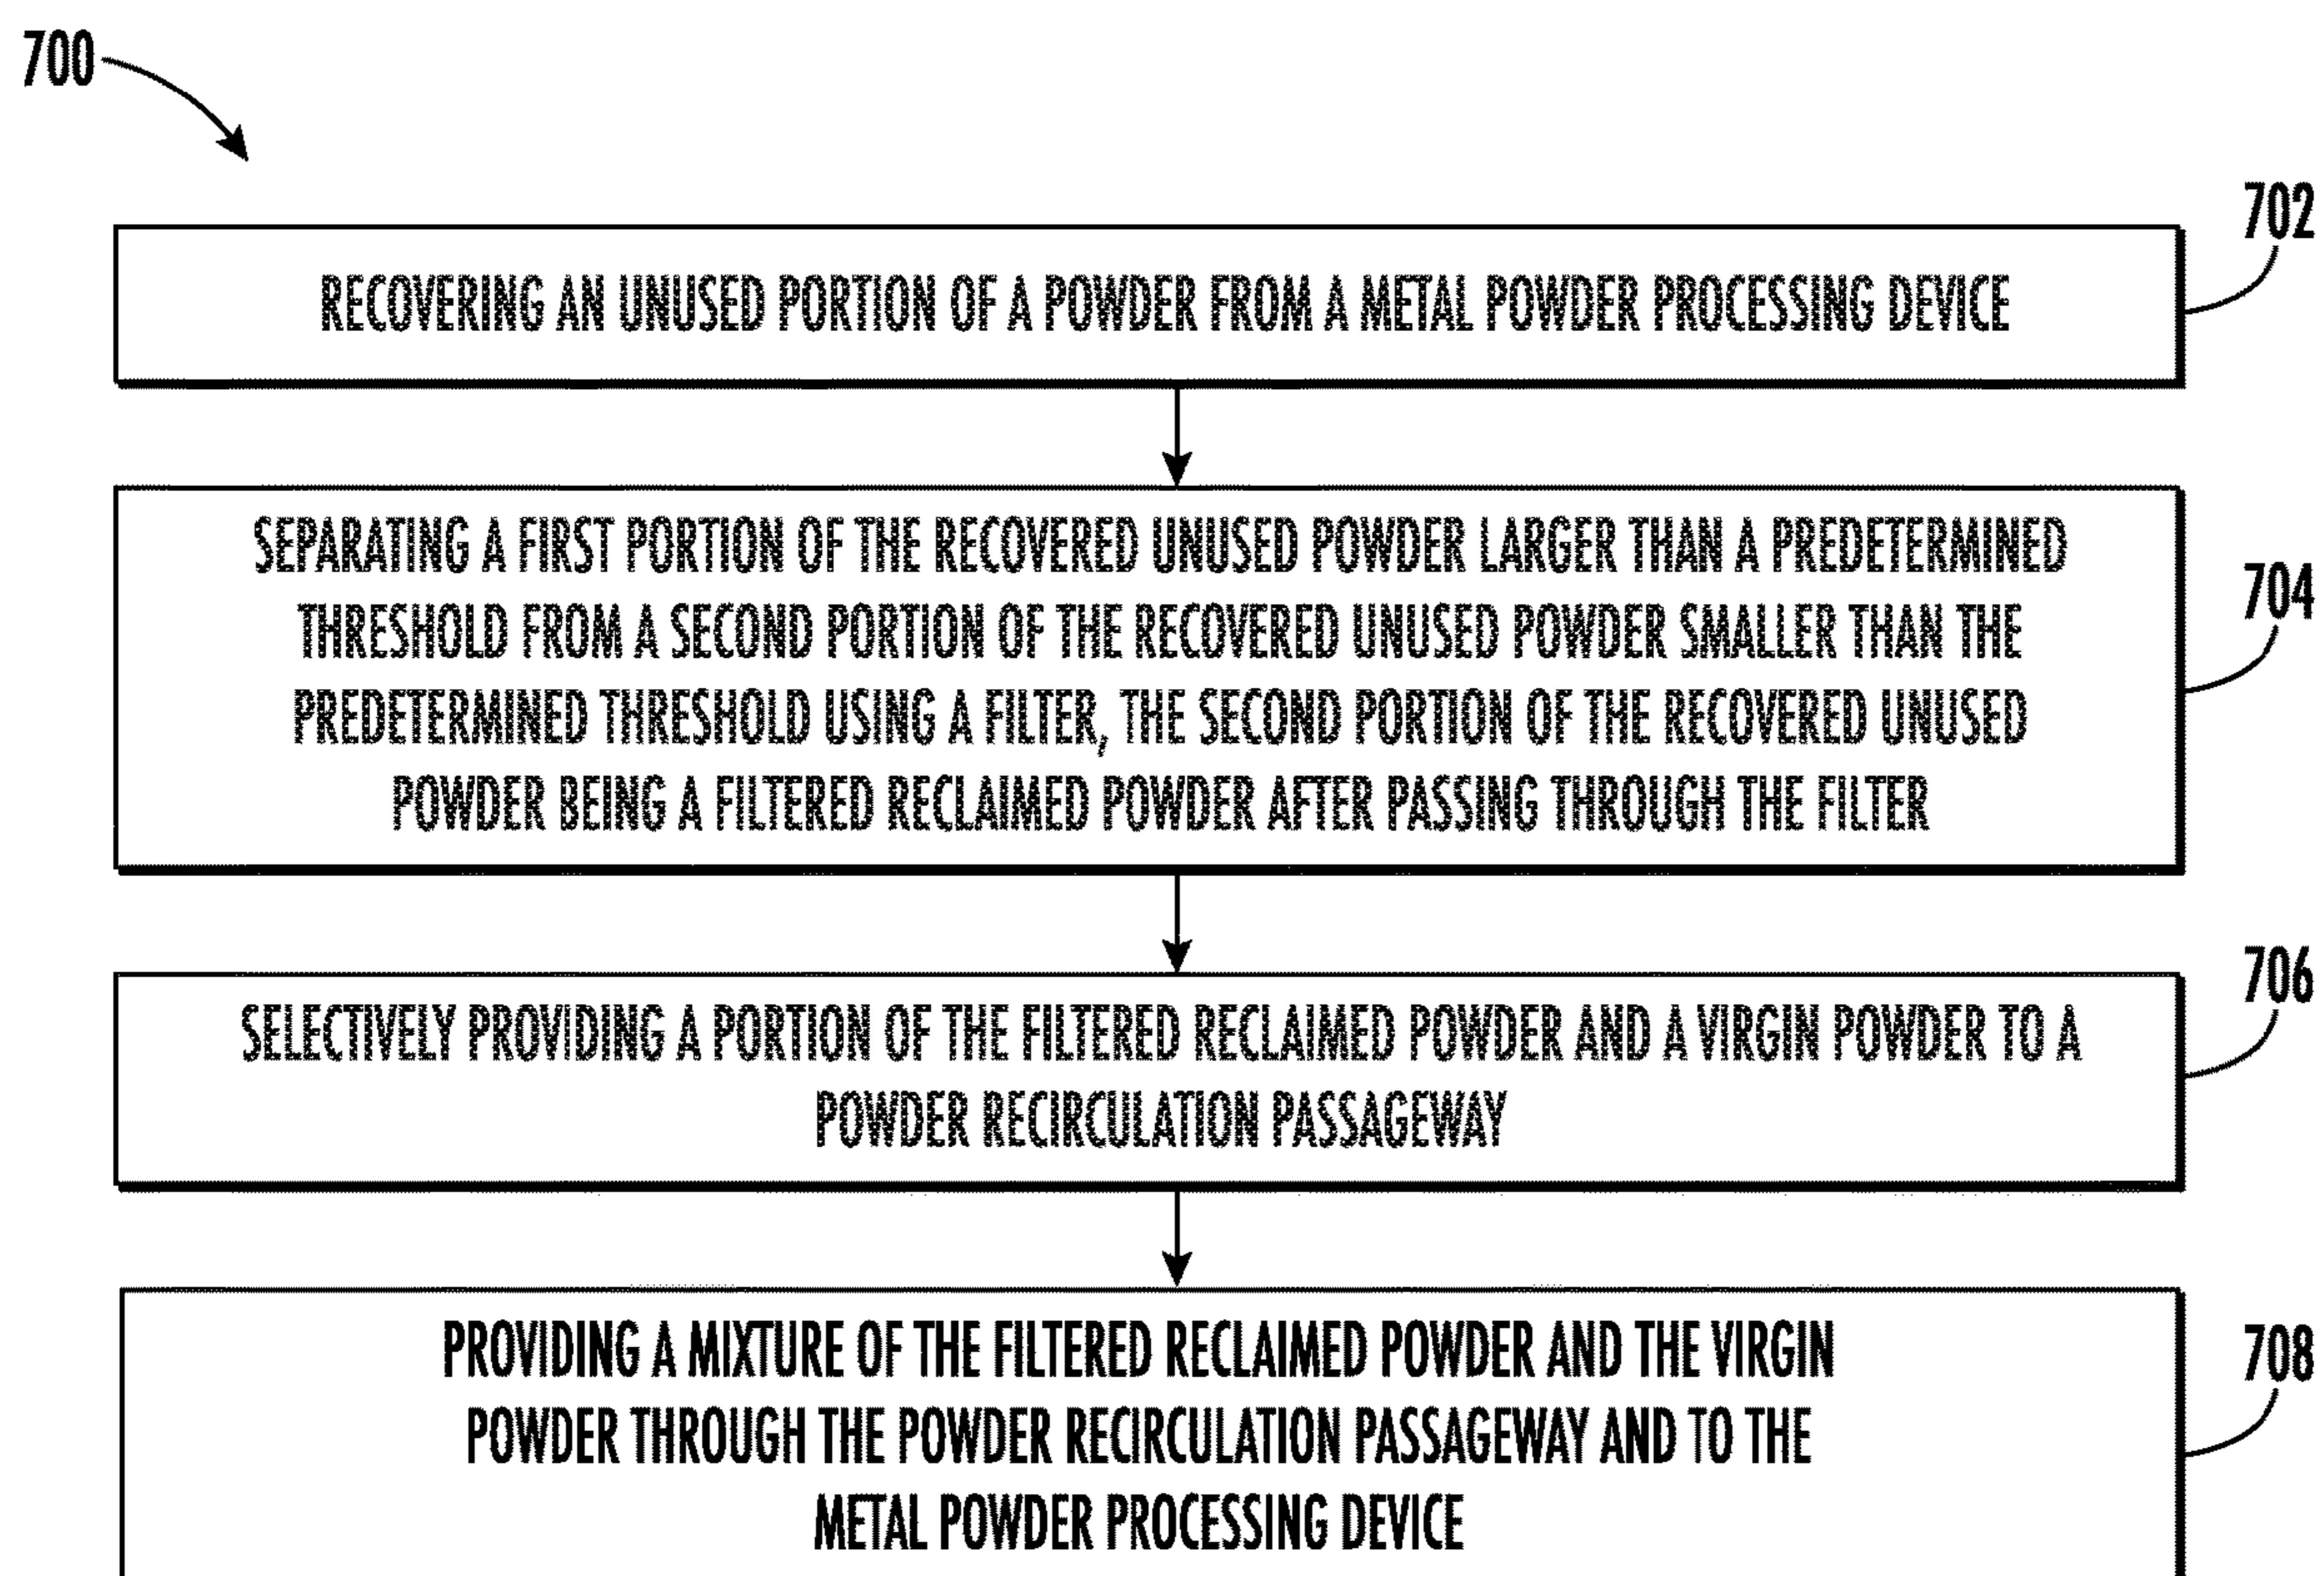 700
702
RECOVERING AN UNUSED PORTION OF A POWDER FROM A METAL POWDER PROCESSING DEVICE
SEPARATING A FIRST PORTION OF THE RECOVERED UNUSED POWDER LARGER THAN A PREDETERMINED
THRESHOLD FROM A SECOND PORTION OF THE RECOVERED UNUSED POWDER SMALLER THAN THE
PREDETERMINED THRESHOLD USING A FILTER, THE SECOND PORTION OF THE RECOVERED UNUSED
POWDER BEING A FILTERED RECLAIMED POWDER AFTER PASSING THROUGH THE FILTER
704
SELECTIVELY PROVIDING A PORTION OF THE FILTERED RECLAIMED POWDER AND A VIRGIN POWDER TO A
POWDER RECIRCULATION PASSAGEWAY
706
PROVIDING A MIXTURE OF THE FILTERED RECLAIMED POWDER AND THE VIRGIN
POWDER THROUGH THE POWDER RECIRCULATION PASSAGEWAY AND TO THE
METAL POWDER PROCESSING DEVICE
708